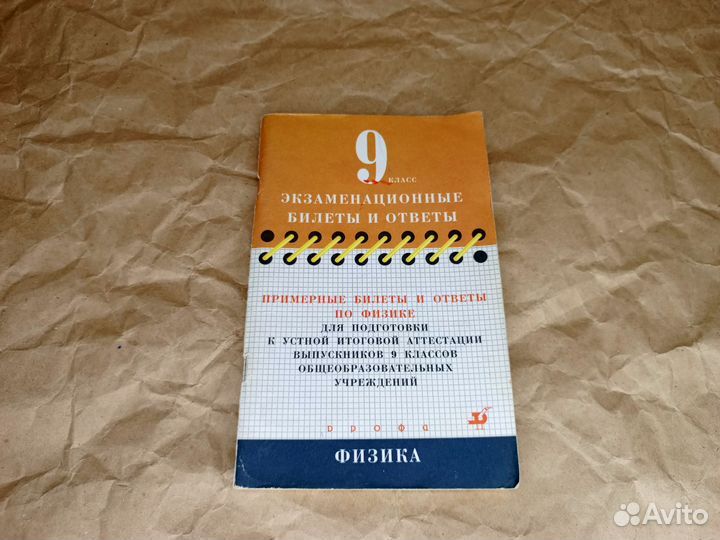 9 КЛАСС
ЭКЗАМЕНАЦИОННЫЕ
БИЛЕТЫ И ОТВЕТЫ
ПРИМЕРНЫЕ БИЛЕТЫ И ОТВЕТЫ
ПО ФИЗИКЕ
ДЛЯ ПОДГОТОВКИ
К УСТНОЙ ИТОГОВОЙ АТТЕСТАЦИИ
ВЫПУСКНИКОВ 9 КЛАССОВ
ОБЩЕОБРАЗОВАТЕЛЬНЫХ
УЧРЕЖДЕНИЙ
дрофа
ФИЗИКА
Avito